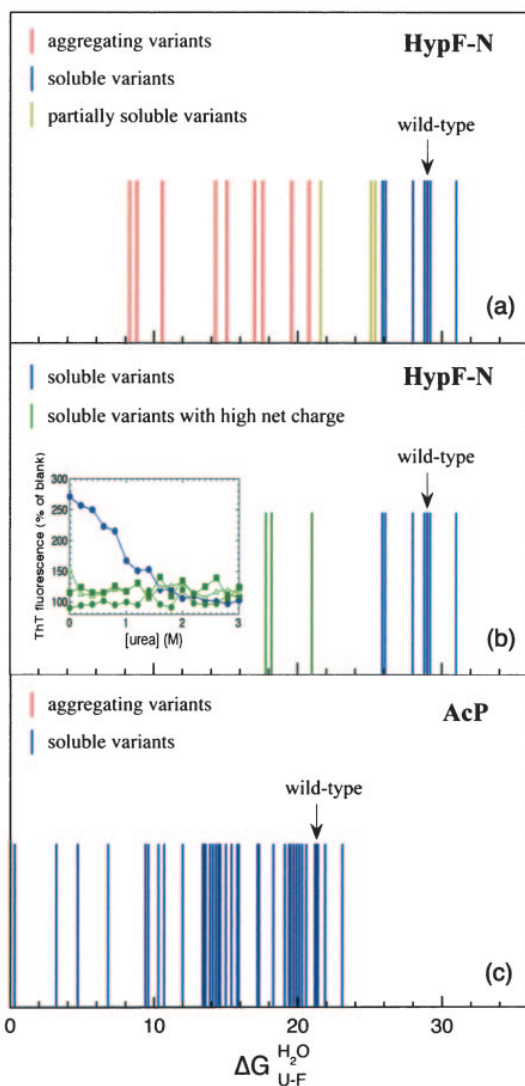 HypF-N
aggregating variants
soluble variants
partially soluble variants
wild-type
(a)
HypF-N
soluble variants
soluble variants with high net charge
wild-type
ThT fluorescence (% of blank)
300
250
200
150
100
0 1 2 3
[urea] (M)
(b)
AcP
aggregating variants
soluble variants
wild-type
(c)
0 10 20 30
ΔG H₂O U-F